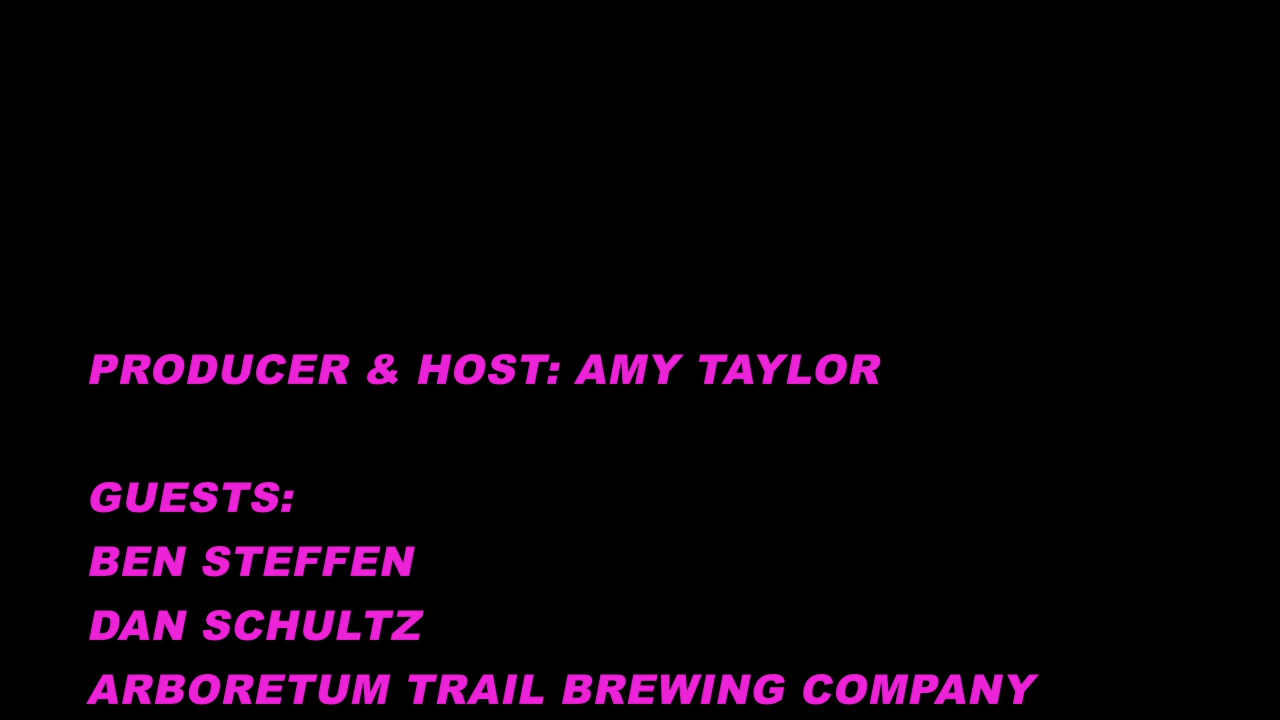 PRODUCER & HOST: AMY TAYLOR
GUESTS:
BEN STEFFEN
DAN SCHULTZ
ARBORETUM TRAIL BREWING COMPANY